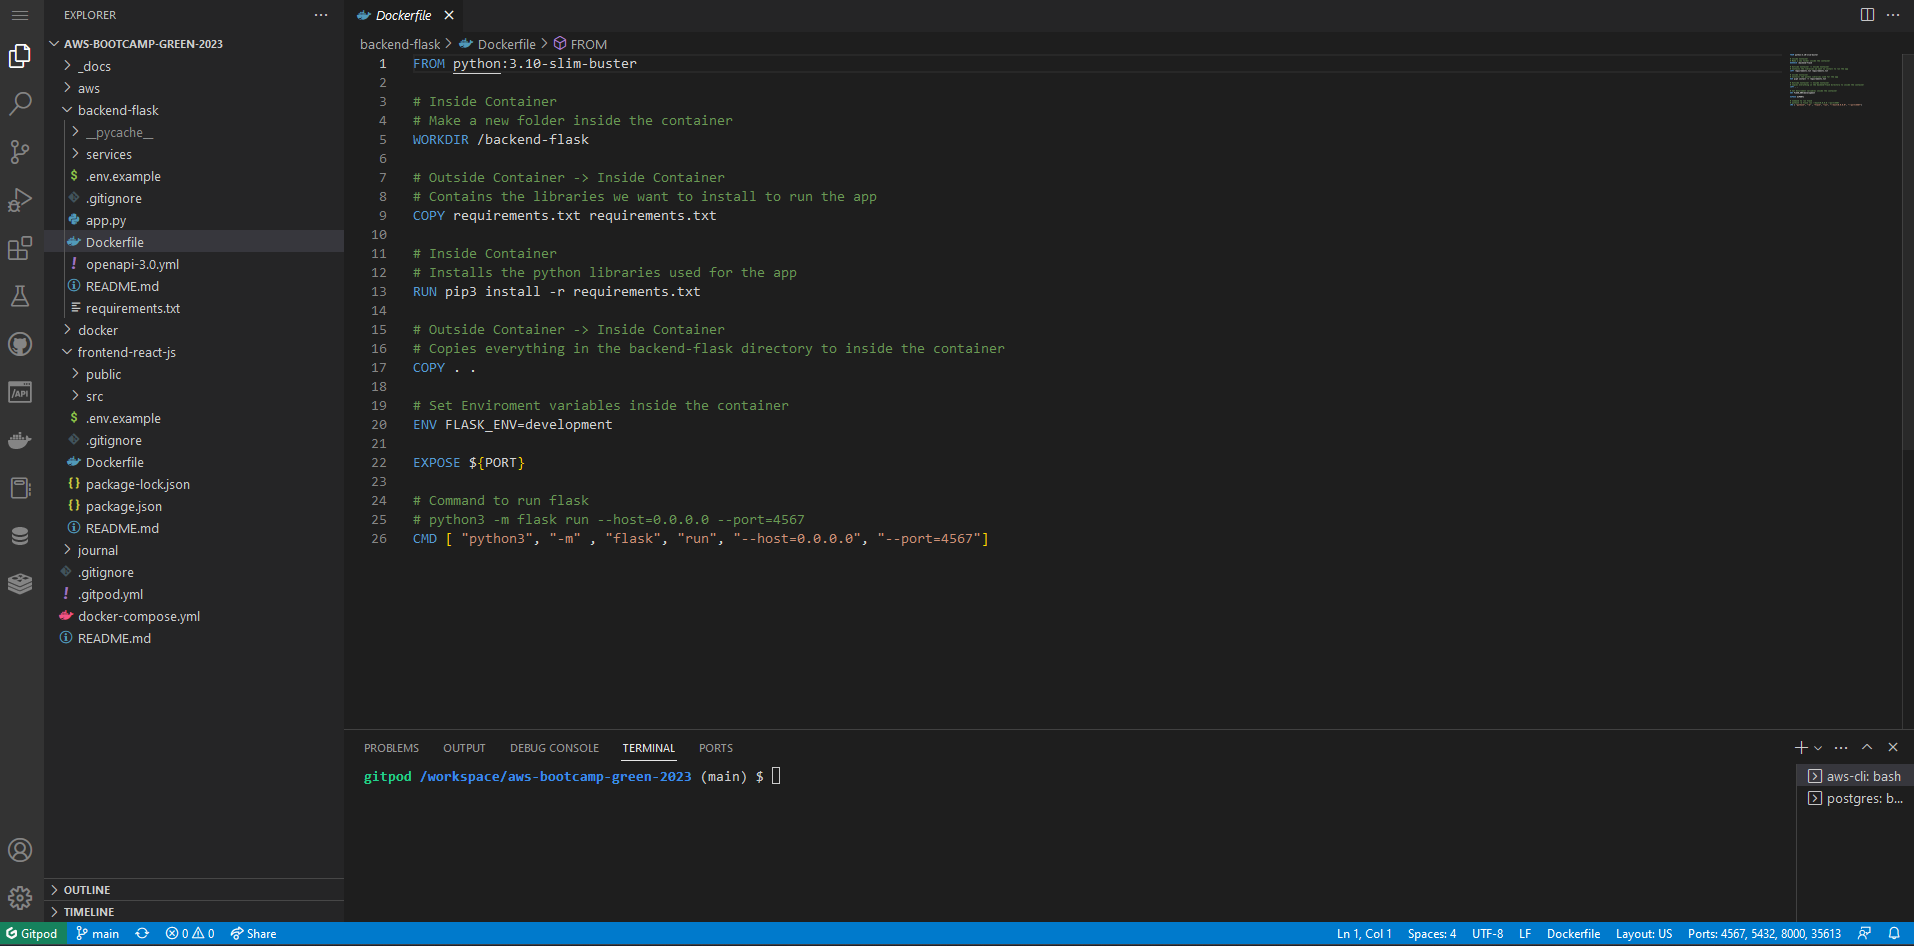 EXPLORER
AWS-BOOTCAMP-GREEN-2023
_docs
aws
backend-flask
__pycache__
services
$ .env.example
.gitignore
app.py
Dockerfile
! openapi-3.0.yml
README.md
requirements.txt
docker
frontend-react-js
public
src
$ .env.example
.gitignore
Dockerfile
{} package-lock.json
{} package.json
README.md
journal
.gitignore
! .gitpod.yml
docker-compose.yml
README.md
OUTLINE
TIMELINE
/API
Dockerfile
backend-flask > Dockerfile > FROM
1 FROM python:3.10-slim-buster
2
3 # Inside Container
4 # Make a new folder inside the container
5 WORKDIR /backend-flask
6
7 # Outside Container -> Inside Container
8 # Contains the libraries we want to install to run the app
9 COPY requirements.txt requirements.txt
10
11 # Inside Container
12 # Installs the python libraries used for the app
13 RUN pip3 install -r requirements.txt
14
15 # Outside Container -> Inside Container
16 # Copies everything in the backend-flask directory to inside the container
17 COPY . .
18
19 # Set Enviroment variables inside the container
20 ENV FLASK_ENV=development
21
22 EXPOSE ${PORT}
23
24 # Command to run flask
25 # python3 -m flask run --host=0.0.0.0 --port=4567
26 CMD [ "python3", "-m" , "flask", "run", "--host=0.0.0.0", "--port=4567"]
PROBLEMS OUTPUT DEBUG CONSOLE TERMINAL PORTS
gitpod /workspace/aws-bootcamp-green-2023 (main) $
aws-cli: bash
postgres: b...
Gitpod main 0 0 Share Ln 1, Col 1 Spaces: 4 UTF-8 LF Dockerfile Layout: US Ports: 4567, 5432, 8000, 35613